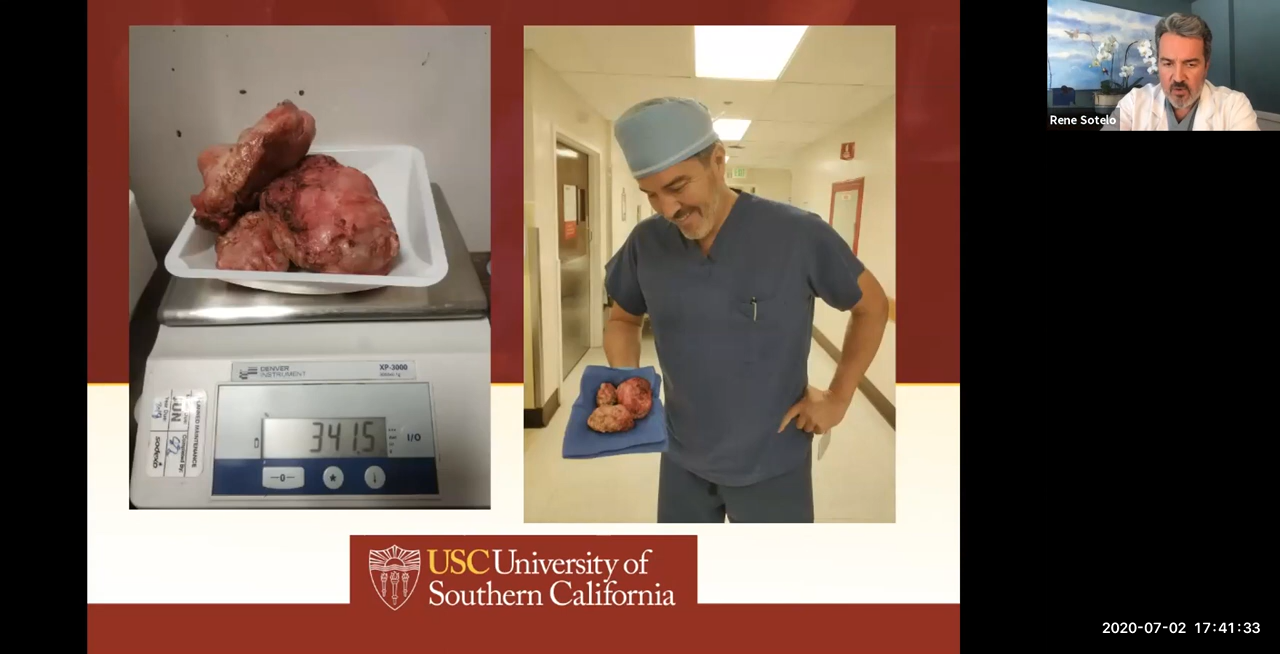 Rene Sotelo
DENVER
INSTRUMENT
XP-3000
341.5
I/O
USC University of
Southern California
2020-07-02 17:41:33